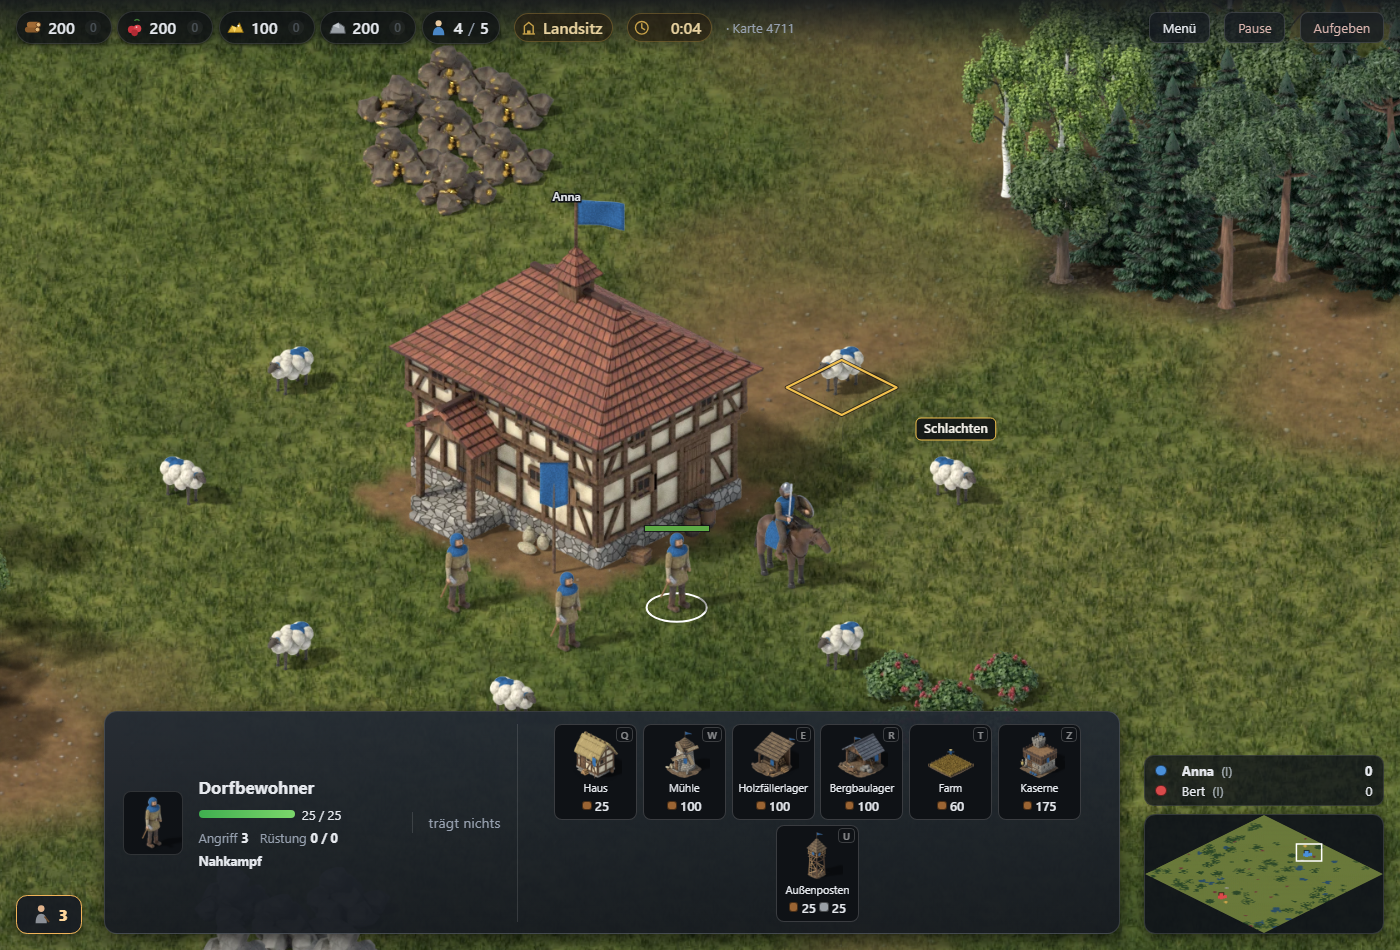 200 0 200 0 100 0 200 0 4 / 5 Landsitz 0:04 · Karte 4711 Menü Pause Aufgeben
Anna
Schlachten
Dorfbewohner
25 / 25
Angriff 3 Rüstung 0 / 0
Nahkampf
trägt nichts
Q
Haus
25
W
Mühle
100
E
Holzfällerlager
100
R
Bergbaulager
100
T
Farm
60
Z
Kaserne
175
U
Außenposten
25 25
Anna (I) 0
Bert (I) 0
3